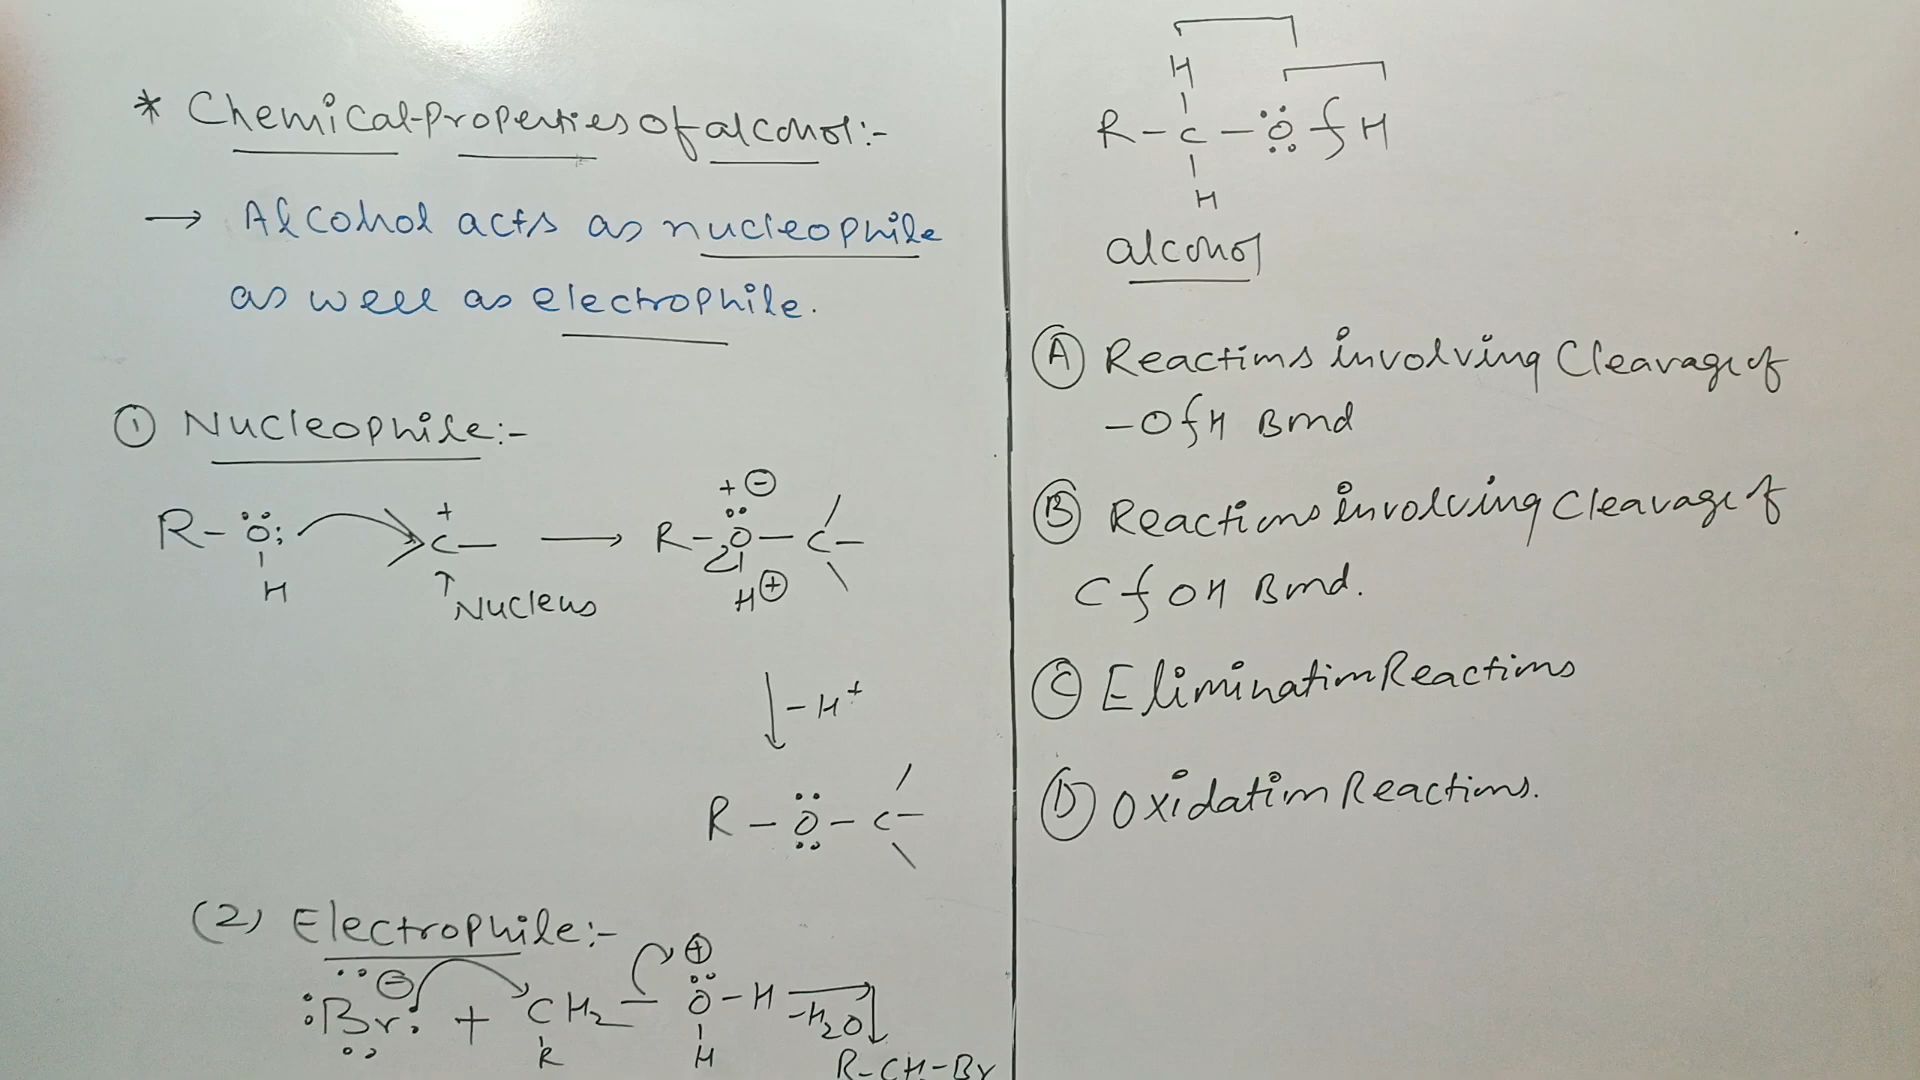 * Chemical properties of alcohol:-
→ Alcohol acts as nucleophile
as well as electrophile.
① Nucleophile:-
+ ⊖
R-Ö: → +C- → R-Ö-C-
H
H⊕
↑ Nucleus
↓ -H+
R-Ö-C-
(2) Electrophile:-
⊖ ⊕
:Br: + CH2-Ö-H → -H2O
R H
R-CH-Br
H
R-C-Ö∫H
H
alcohol
Ⓐ Reactions involving Cleavage of
-O∫H Bond
Ⓑ Reactions involving Cleavage of
C∫OH Bond.
Ⓒ Elimination Reactions
Ⓓ Oxidation Reactions.